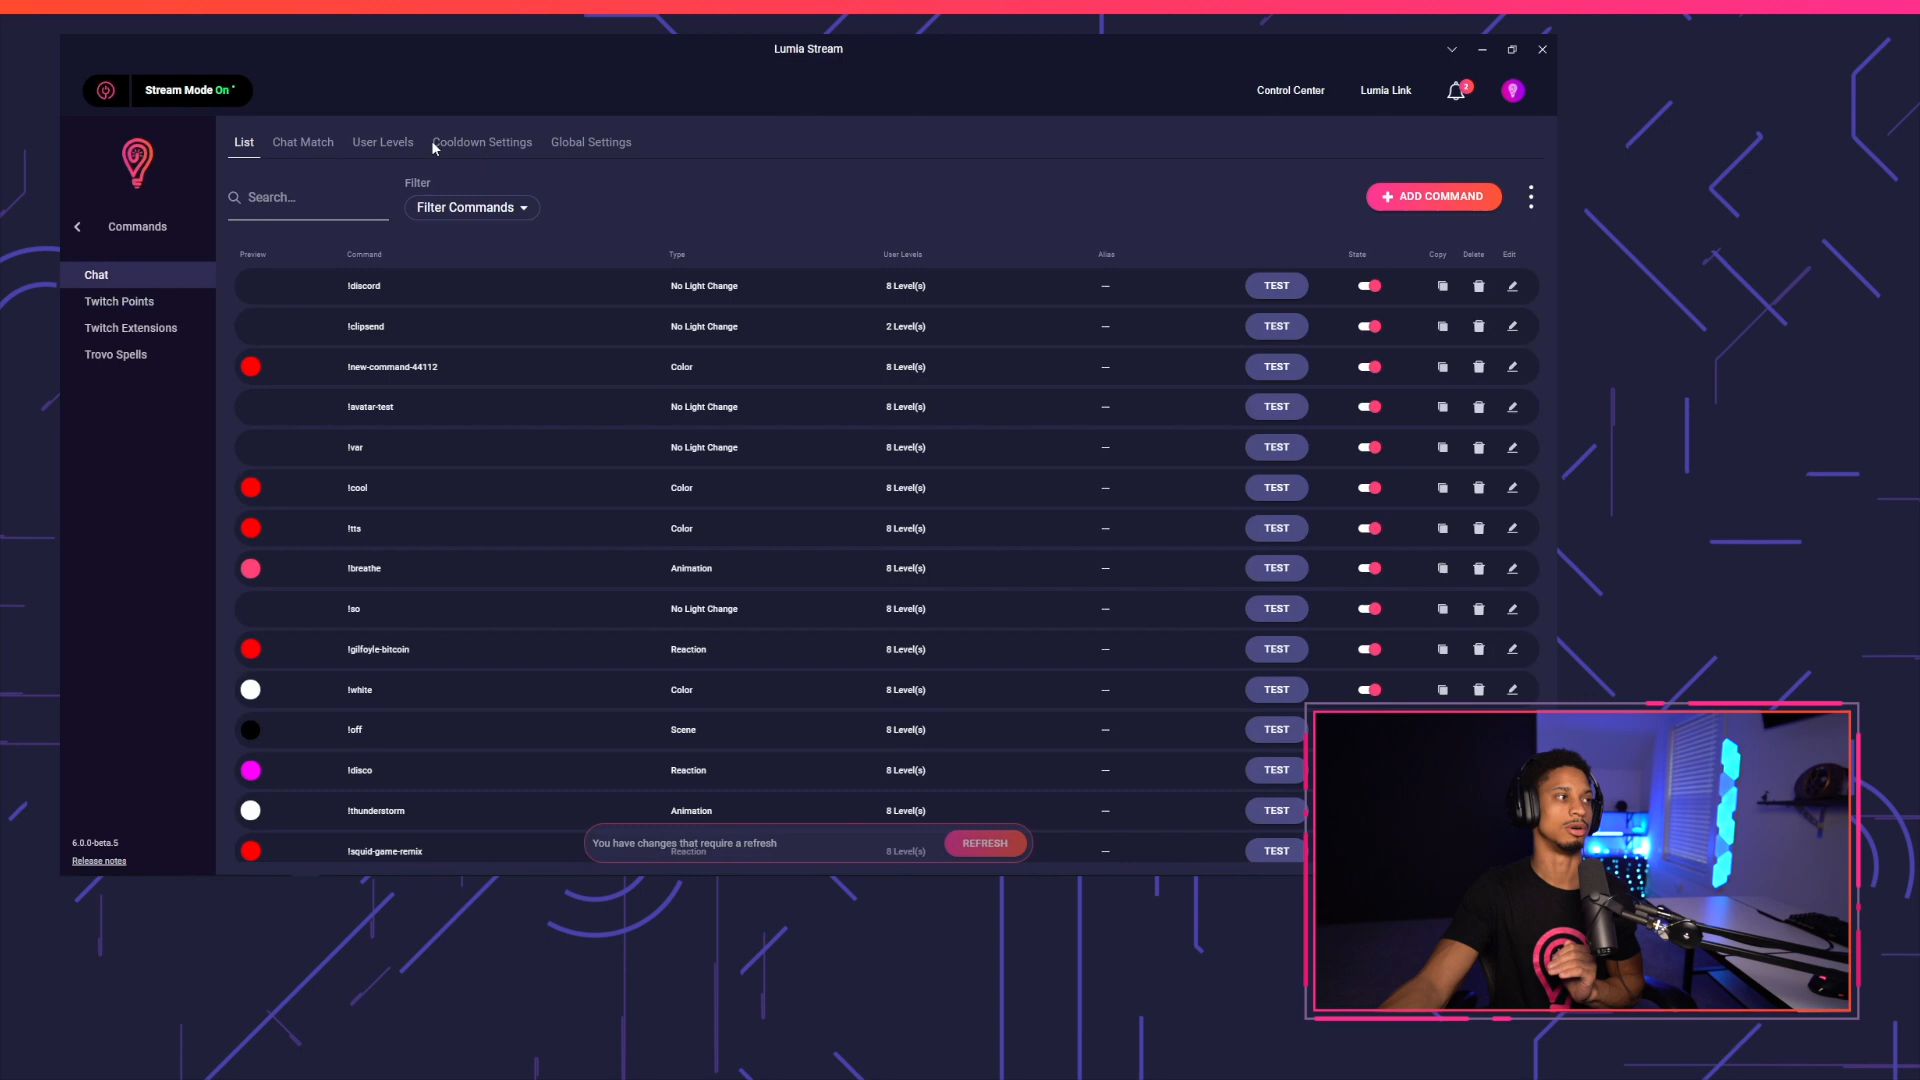 Lumia Stream
Stream Mode On
Control Center
Lumia Link
2
List
Chat Match
User Levels
Cooldown Settings
Global Settings
Search...
Filter
Filter Commands
ADD COMMAND
Commands
Chat
Twitch Points
Twitch Extensions
Trovo Spells
Preview Command Type User Levels Alias State Copy Delete Edit
!discord No Light Change 8 Level(s) — TEST
!clipsend No Light Change 2 Level(s) — TEST
!new-command-44112 Color 8 Level(s) — TEST
!avatar-test No Light Change 8 Level(s) — TEST
!var No Light Change 8 Level(s) — TEST
!cool Color 8 Level(s) — TEST
!tts Color 8 Level(s) — TEST
!breathe Animation 8 Level(s) — TEST
!so No Light Change 8 Level(s) — TEST
!gilfoyle-bitcoin Reaction 8 Level(s) — TEST
!white Color 8 Level(s) — TEST
!off Scene 8 Level(s) — TEST
!disco Reaction 8 Level(s) — TEST
!thunderstorm Animation 8 Level(s) — TEST
!squid-game-remix Reaction 8 Level(s) — TEST
You have changes that require a refresh
REFRESH
6.0.0-beta.5
Release notes